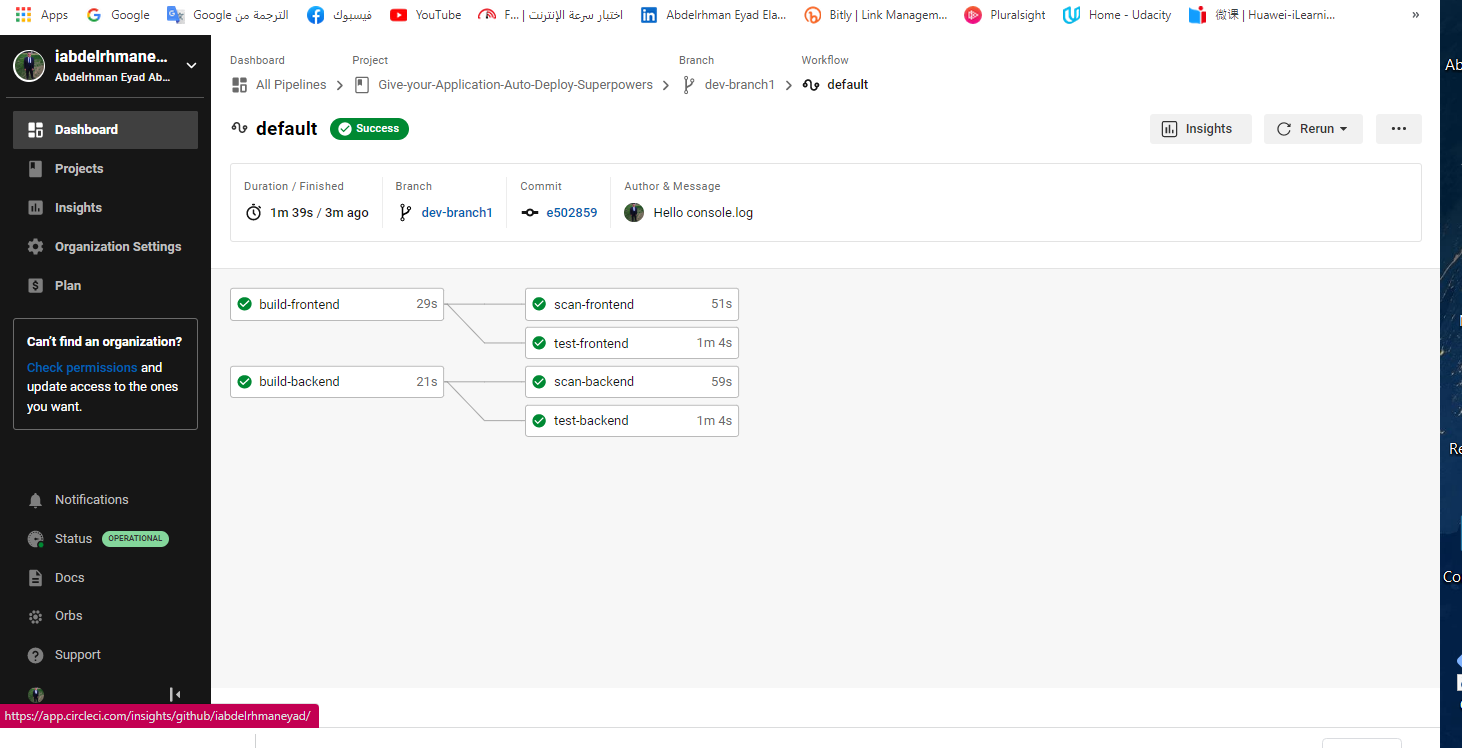 Apps Google الترجمة من Google فيسبوك YouTube F... | اختبار سرعة الإنترنت Abdelrhman Eyad Ela... Bitly | Link Managem... Pluralsight Home - Udacity 微课 | Huawei-iLearni... »
iabdelrhmane...
Abdelrhman Eyad Ab...
Dashboard
Projects
Insights
Organization Settings
Plan
Can't find an organization?
Check permissions and
update access to the ones
you want.
Notifications
Status OPERATIONAL
Docs
Orbs
Support
https://app.circleci.com/insights/github/iabdelrhmaneyad/
Dashboard Project Branch Workflow
All Pipelines Give-your-Application-Auto-Deploy-Superpowers dev-branch1 default
default Success Insights Rerun
Duration / Finished Branch Commit Author & Message
1m 39s / 3m ago dev-branch1 e502859 Hello console.log
build-frontend 29s scan-frontend 51s
test-frontend 1m 4s
build-backend 21s scan-backend 59s
test-backend 1m 4s
Ab
Re
Co